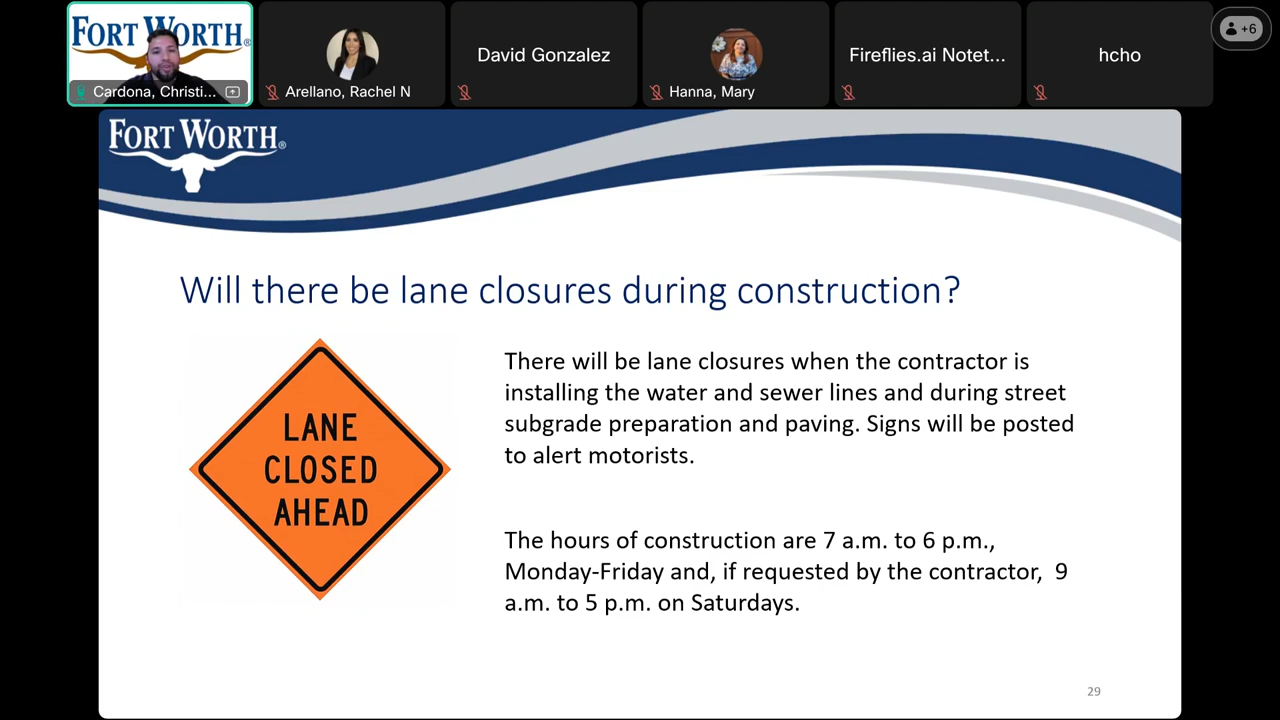 FORT WORTH®
Cardona, Christi...
Arellano, Rachel N
David Gonzalez
Hanna, Mary
Fireflies.ai Notet...
hcho
+6
FORT WORTH®
Will there be lane closures during construction?
LANE
CLOSED
AHEAD
There will be lane closures when the contractor is
installing the water and sewer lines and during street
subgrade preparation and paving. Signs will be posted
to alert motorists.
The hours of construction are 7 a.m. to 6 p.m.,
Monday-Friday and, if requested by the contractor, 9
a.m. to 5 p.m. on Saturdays.
29